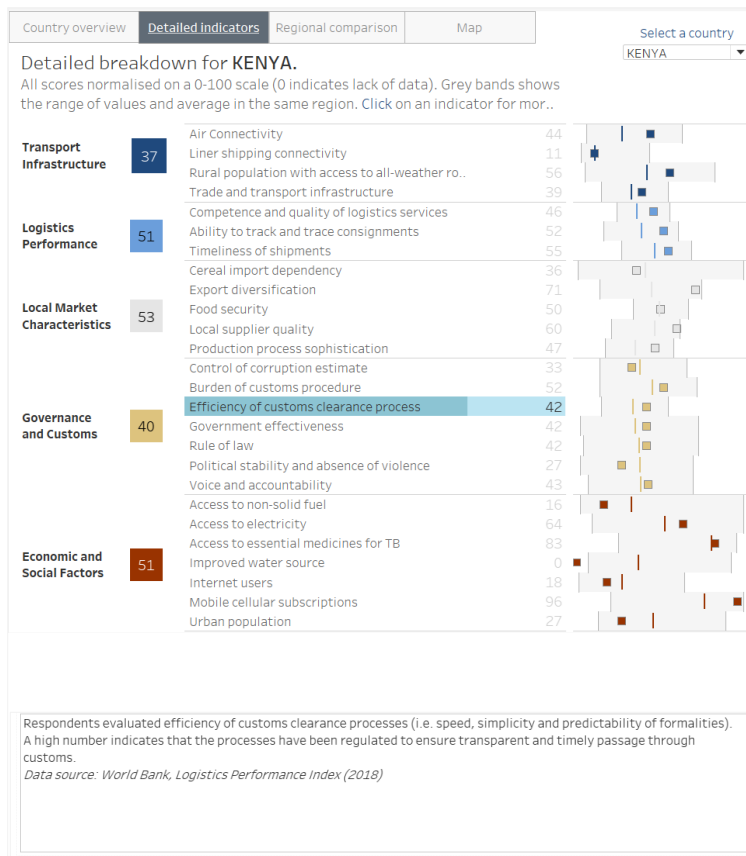 Country overview
Detailed indicators
Regional comparison
Map
Select a country
KENYA
Detailed breakdown for KENYA.
All scores normalised on a 0-100 scale (0 indicates lack of data). Grey bands shows
the range of values and average in the same region. Click on an indicator for mor..
Transport
Infrastructure
37
Air Connectivity 44
Liner shipping connectivity 11
Rural population with access to all-weather ro.. 56
Trade and transport infrastructure 39
Logistics
Performance
51
Competence and quality of logistics services 46
Ability to track and trace consignments 52
Timeliness of shipments 55
Local Market
Characteristics
53
Cereal import dependency 36
Export diversification 71
Food security 50
Local supplier quality 60
Production process sophistication 47
Governance
and Customs
40
Control of corruption estimate 33
Burden of customs procedure 52
Efficiency of customs clearance process 42
Government effectiveness 42
Rule of law 42
Political stability and absence of violence 27
Voice and accountability 43
Economic and
Social Factors
51
Access to non-solid fuel 16
Access to electricity 64
Access to essential medicines for TB 83
Improved water source 0
Internet users 18
Mobile cellular subscriptions 96
Urban population 27
Respondents evaluated efficiency of customs clearance processes (i.e. speed, simplicity and predictability of formalities).
A high number indicates that the processes have been regulated to ensure transparent and timely passage through
customs.
Data source: World Bank, Logistics Performance Index (2018)